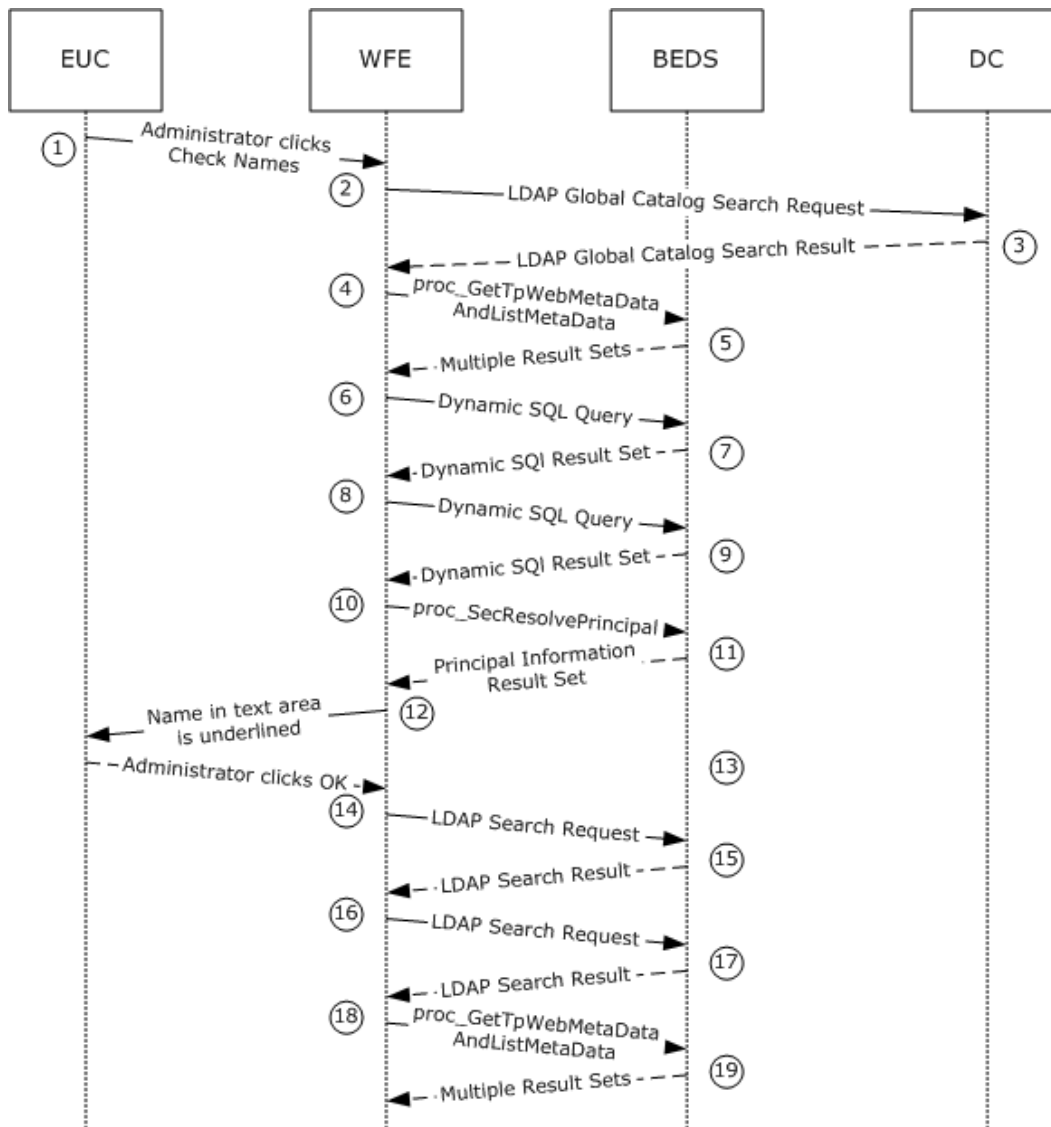 EUC
WFE
BEDS
DC
1
Administrator clicks
Check Names
2
LDAP Global Catalog Search Request
LDAP Global Catalog Search Result
3
4
proc_GetTpWebMetaData
AndListMetaData
5
Multiple Result Sets
6
Dynamic SQL Query
7
Dynamic SQl Result Set
8
Dynamic SQL Query
9
Dynamic SQl Result Set
10
proc_SecResolvePrincipal
11
Principal Information
Result Set
12
Name in text area
is underlined
13
Administrator clicks OK
14
LDAP Search Request
15
LDAP Search Result
16
LDAP Search Request
17
LDAP Search Result
18
proc_GetTpWebMetaData
AndListMetaData
19
Multiple Result Sets